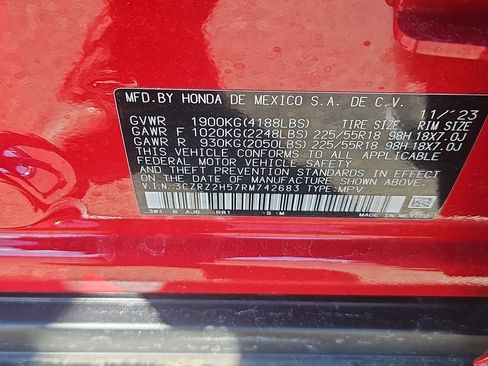 MFD.BY HONDA DE MEXICO S.A. DE C.V. 11/'23
GVWR 1900KG(4188LBS) TIRE SIZE RIM SIZE
GAWR F 1020KG(2248LBS) 225/55R18 98H 18X7.0J
GAWR R 930KG(2050LBS) 225/55R18 98H 18X7.0J
THIS VEHICLE CONFORMS TO ALL APPLICABLE
FEDERAL MOTOR VEHICLE SAFETY
AND THEFT PREVENTION STANDARDS IN EFFECT
ON THE DATE OF MANUFACTURE SHOWN ABOVE.
V.I.N.:3CZRZ2H57RM742683 TYPE:MPV
3W1 N AJ6 -R81 -S-M
MADE IN MEXICO